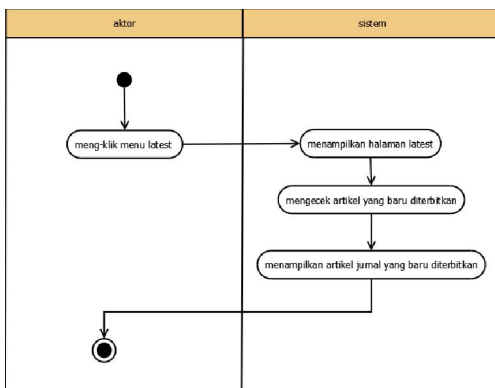 aktor
sistem
meng-klik menu latest
menampilkan halaman latest
mengecek artikel yang baru diterbitkan
menampilkan artikel jurnal yang baru diterbitkan